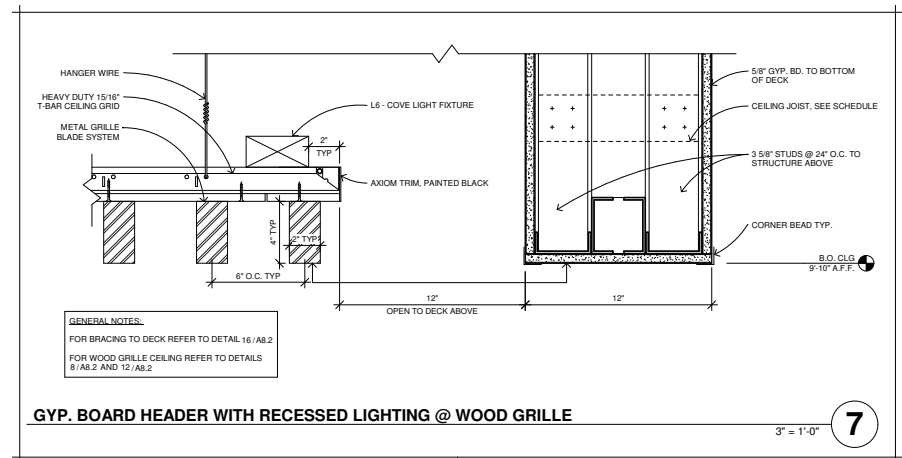 HANGER WIRE
HEAVY DUTY 15/16"
T-BAR CEILING GRID
METAL GRILLE
BLADE SYSTEM
L6 - COVE LIGHT FIXTURE
2"
TYP
AXIOM TRIM, PAINTED BLACK
4" TYP
2" TYP
6" O.C. TYP
12"
OPEN TO DECK ABOVE
12"
5/8" GYP. BD. TO BOTTOM
OF DECK
CEILING JOIST, SEE SCHEDULE
3 5/8" STUDS @ 24" O.C. TO
STRUCTURE ABOVE
CORNER BEAD TYP.
B.O. CLG
9'-10" A.F.F.
GENERAL NOTES:
FOR BRACING TO DECK REFER TO DETAIL 16/A8.2
FOR WOOD GRILLE CEILING REFER TO DETAILS
8/A8.2 AND 12/A8.2
GYP. BOARD HEADER WITH RECESSED LIGHTING @ WOOD GRILLE
3" = 1'-0"
7